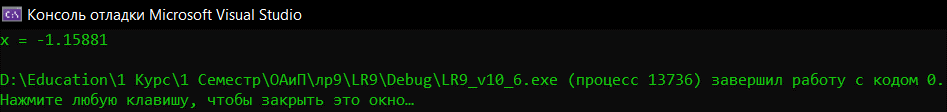 Консоль отладки Microsoft Visual Studio
x = -1.15881
D:\Education\1 Курс\1 Семестр\ОАиП\лр9\LR9\Debug\LR9_v10_6.exe (процесс 13736) завершил работу с кодом 0.
Нажмите любую клавишу, чтобы закрыть это окно…